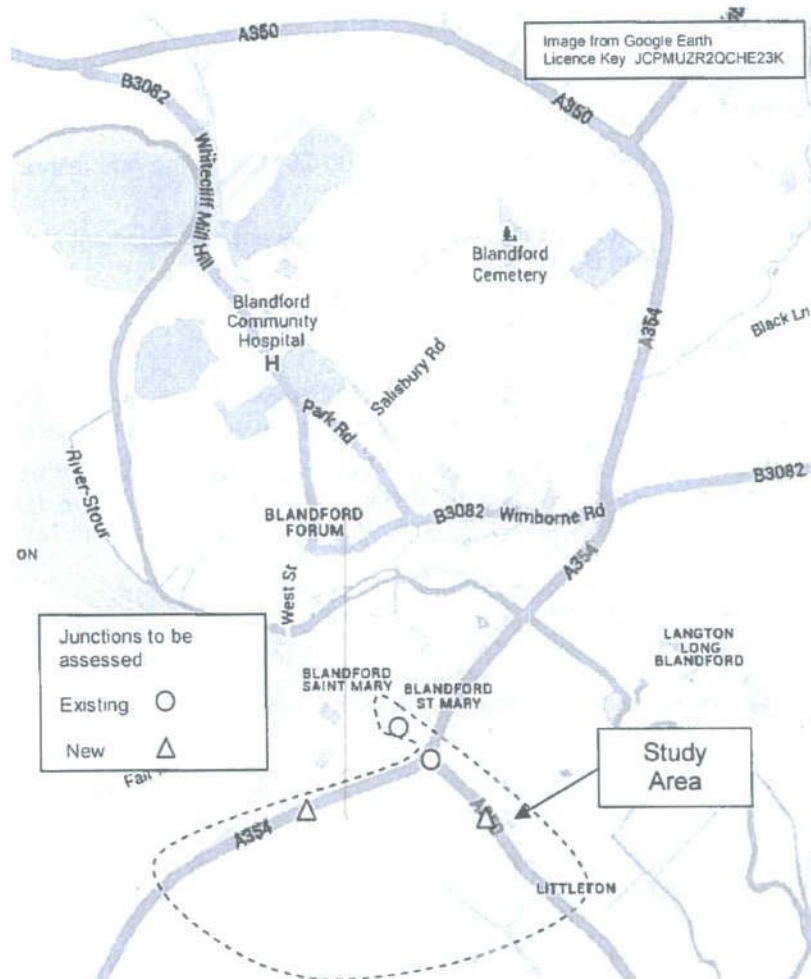 A350
Image from Google Earth
Licence Key JCPMUZR2QCHE23K
B3082
A350
Whitecliff Mill Hill
Blandford
Cemetery
Blandford
Community
Hospital
H
A354
Black Ln
Salisbury Rd
Park Rd
River-Stour
B3082
BLANDFORD
FORUM
B3082
Wimborne Rd
ON
A354
West St
Junctions to be
assessed
Existing
New
LANGTON
LONG
BLANDFORD
BLANDFORD
SAINT MARY
BLANDFORD
ST MARY
Study
Area
A354
A350
LITTLETON